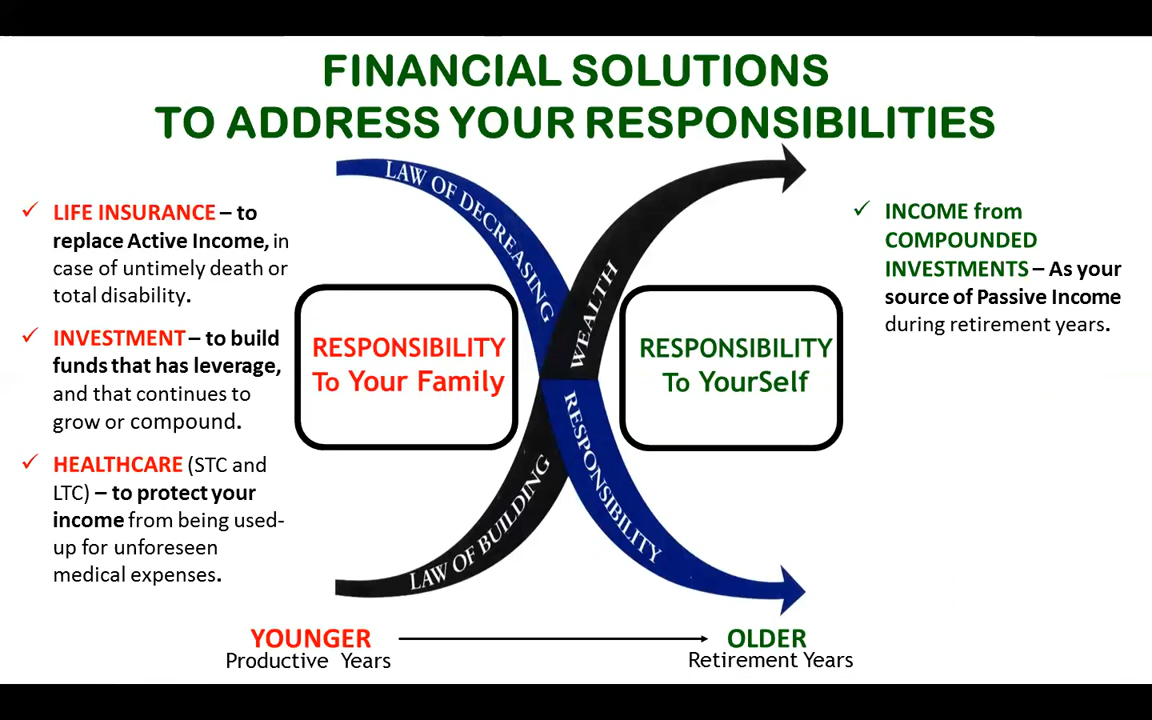 FINANCIAL SOLUTIONS
TO ADDRESS YOUR RESPONSIBILITIES
✓ LIFE INSURANCE – to
replace Active Income, in
case of untimely death or
total disability.
✓ INVESTMENT – to build
funds that has leverage,
and that continues to
grow or compound.
✓ HEALTHCARE (STC and
LTC) – to protect your
income from being used-
up for unforeseen
medical expenses.
LAW OF DECREASING
RESPONSIBILITY
LAW OF BUILDING
WEALTH
RESPONSIBILITY
To Your Family
RESPONSIBILITY
To YourSelf
✓ INCOME from
COMPOUNDED
INVESTMENTS – As your
source of Passive Income
during retirement years.
YOUNGER
Productive Years
OLDER
Retirement Years